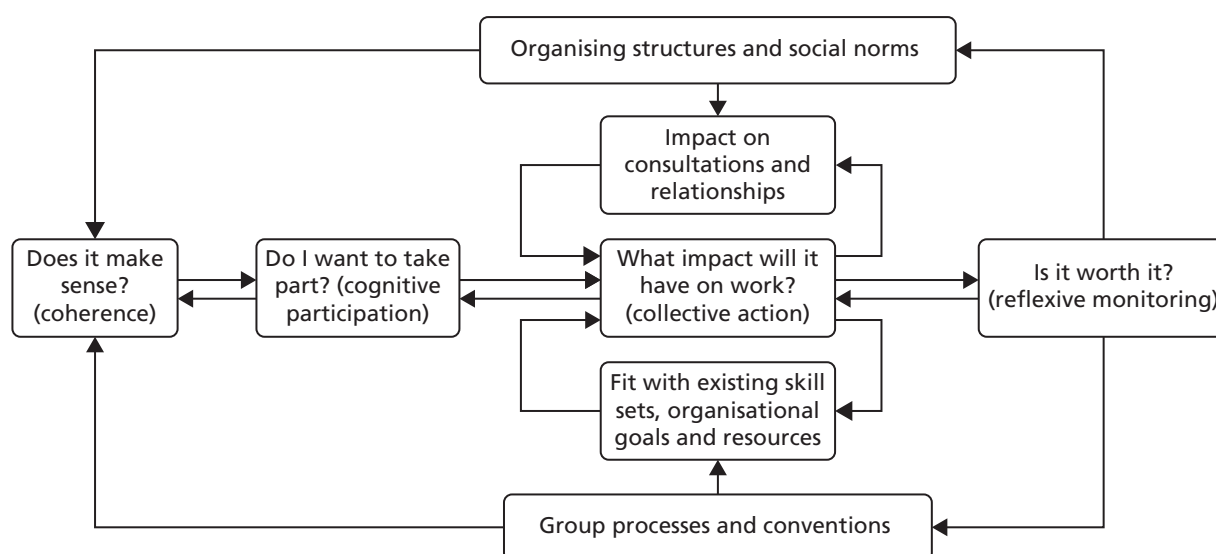 Organising structures and social norms
Impact on
consultations and
relationships
Does it make
sense?
(coherence)
Do I want to take
part? (cognitive
participation)
What impact will it
have on work?
(collective action)
Is it worth it?
(reflexive monitoring)
Fit with existing skill
sets, organisational
goals and resources
Group processes and conventions